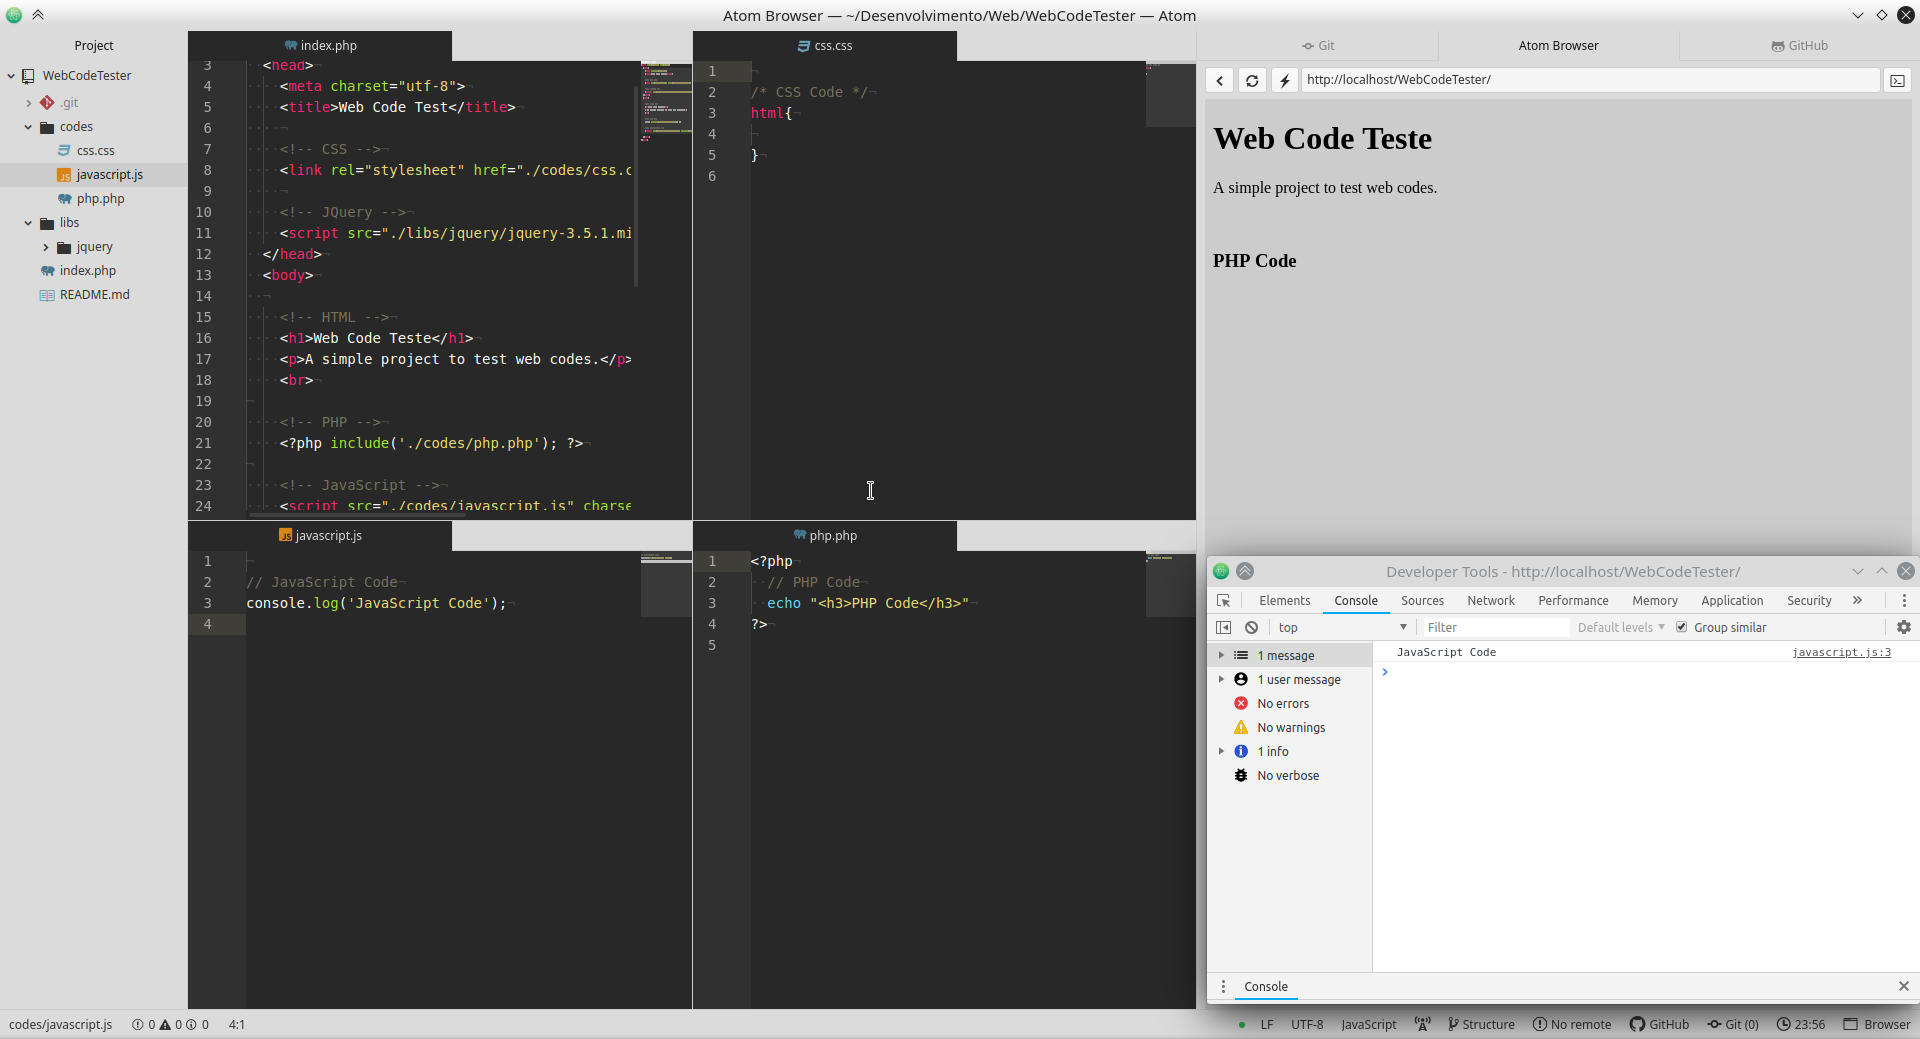 Atom Browser — ~/Desenvolvimento/Web/WebCodeTester — Atom
Project
WebCodeTester
.git
codes
css.css
javascript.js
php.php
libs
jquery
index.php
README.md
index.php
3 <head>
4 <meta charset="utf-8">
5 <title>Web Code Test</title>
6
7 <!-- CSS -->
8 <link rel="stylesheet" href="./codes/css.c
9
10 <!-- JQuery -->
11 <script src="./libs/jquery/jquery-3.5.1.mi
12 </head>
13 <body>
14
15 <!-- HTML -->
16 <h1>Web Code Teste</h1>
17 <p>A simple project to test web codes.</p>
18 <br>
19
20 <!-- PHP -->
21 <?php include('./codes/php.php'); ?>
22
23 <!-- JavaScript -->
24 <script src="./codes/javascript.js" charse
css.css
1
2 /* CSS Code */
3 html{
4
5 }
6
javascript.js
1
2 // JavaScript Code
3 console.log('JavaScript Code');
4
php.php
1 <?php
2 // PHP Code
3 echo "<h3>PHP Code</h3>"
4 ?>
5
Git
Atom Browser
GitHub
http://localhost/WebCodeTester/
Web Code Teste
A simple project to test web codes.
PHP Code
Developer Tools - http://localhost/WebCodeTester/
Elements Console Sources Network Performance Memory Application Security »
top Filter Default levels Group similar
1 message
1 user message
No errors
No warnings
1 info
No verbose
JavaScript Code javascript.js:3
Console
codes/javascript.js 0 0 0 4:1
LF UTF-8 JavaScript Structure No remote GitHub Git (0) 23:56 Browser